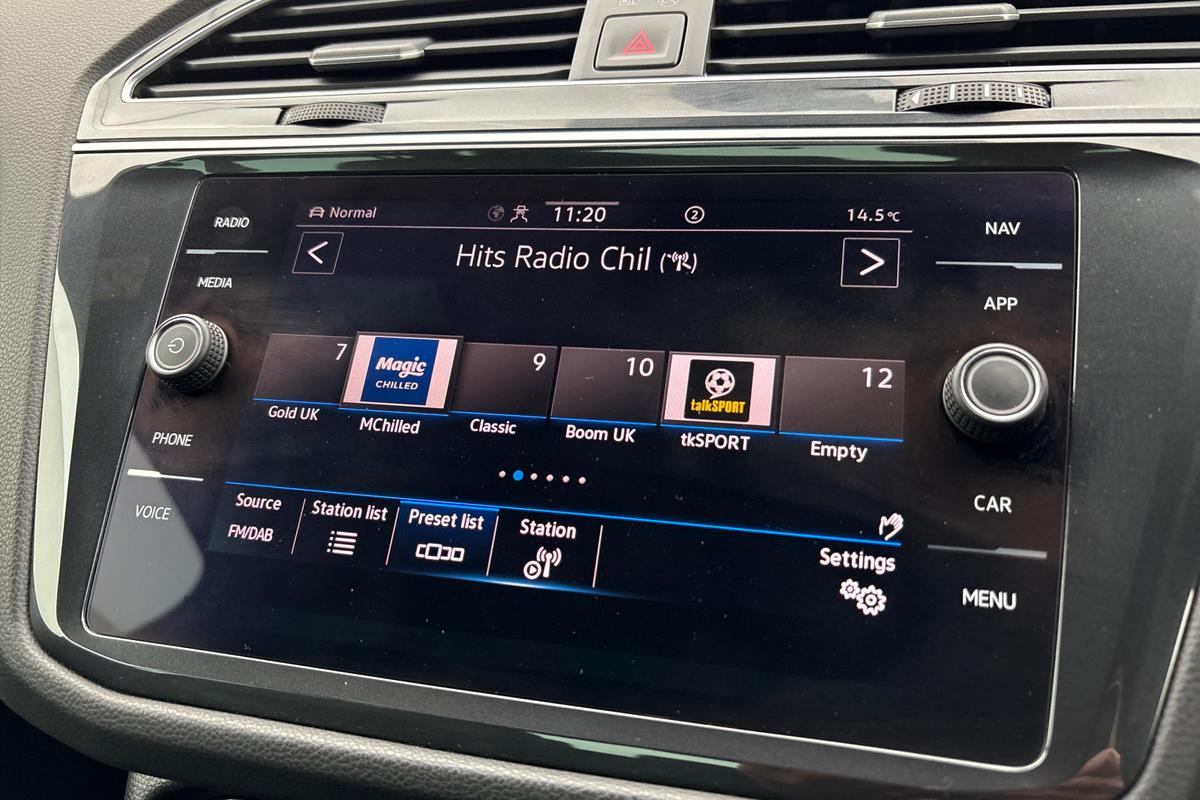 RADIO
MEDIA
PHONE
VOICE
Normal
11:20
2
14.5°C
<
Hits Radio Chil
>
7
Gold UK
Magic
CHILLED
MChilled
9
Classic
10
Boom UK
talkSPORT
tkSPORT
12
Empty
Source
FM/DAB
Station list
Preset list
Station
Settings
NAV
APP
CAR
MENU